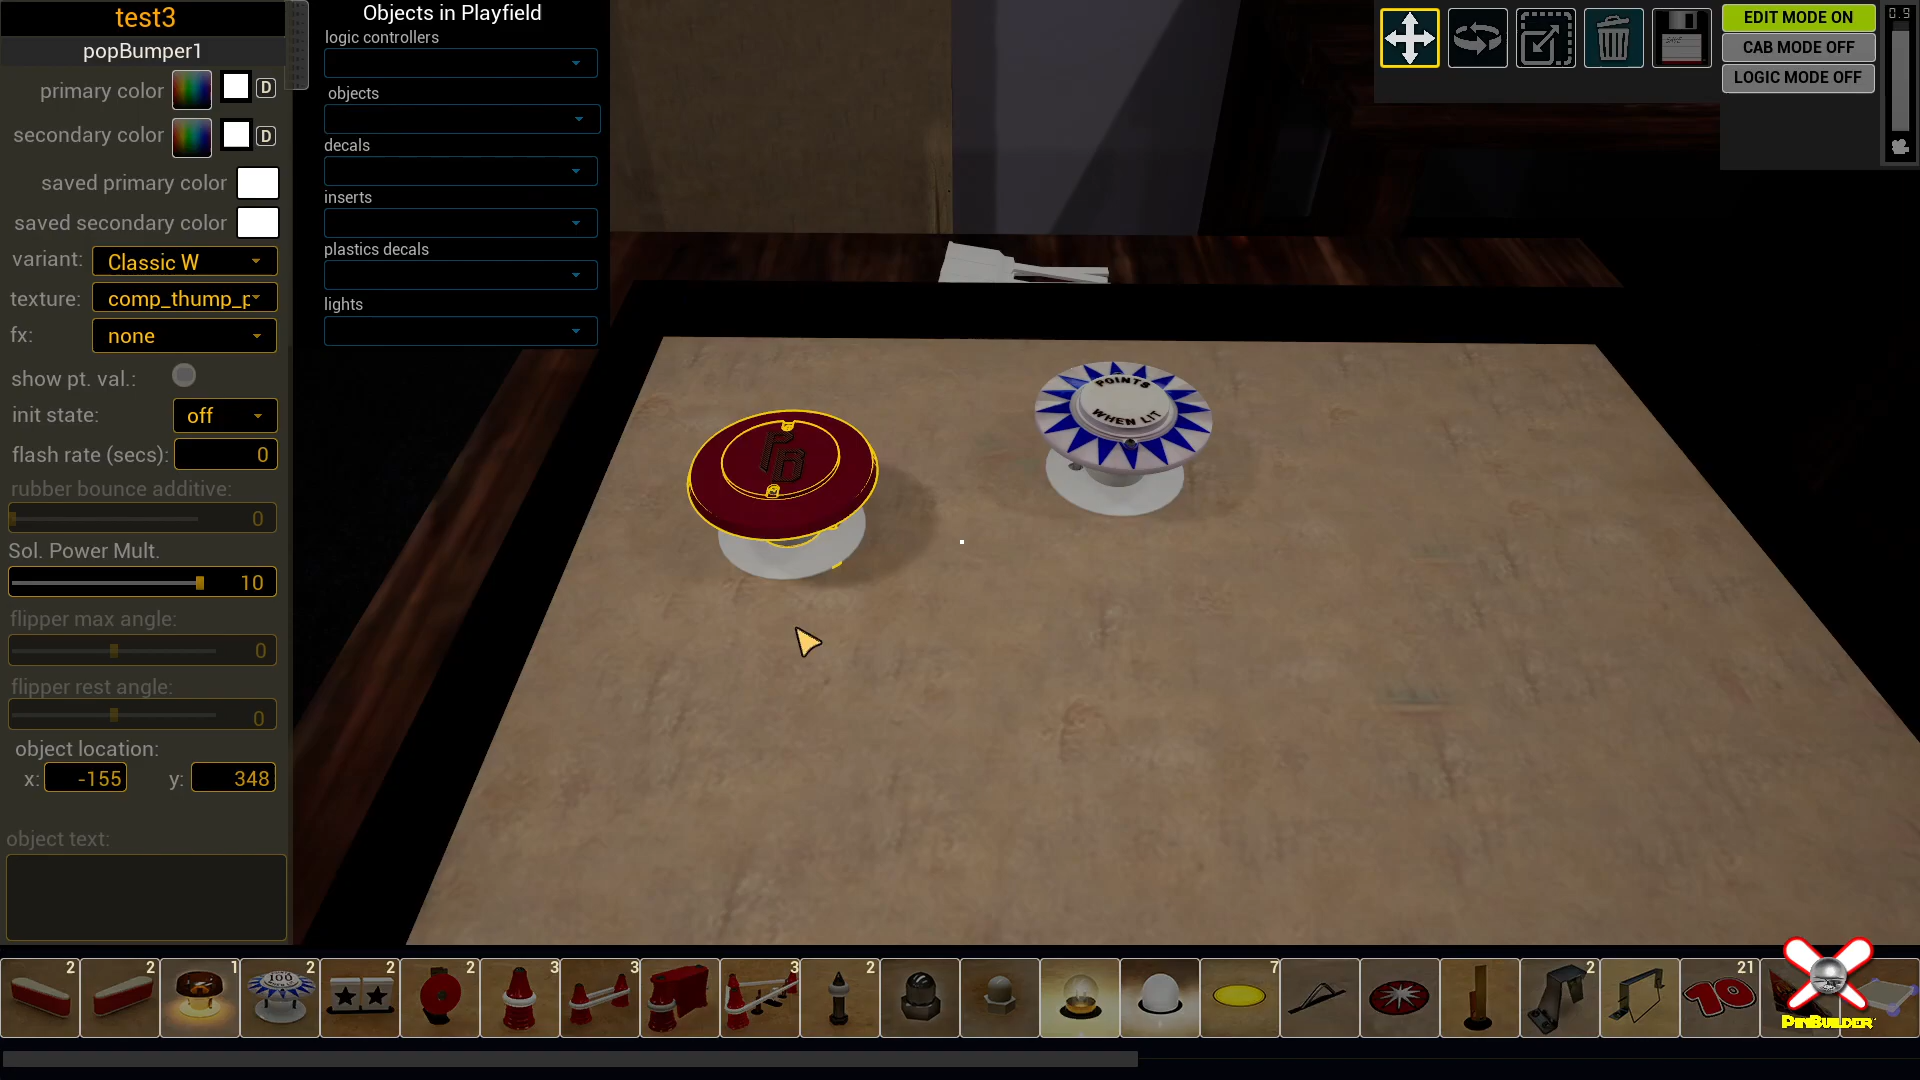 test3
popBumper1
primary color
D
secondary color
D
saved primary color
saved secondary color
variant:
Classic W
texture:
comp_thump_p
fx:
none
show pt. val.:
init state:
off
flash rate (secs):
0
rubber bounce additive:
0
Sol. Power Mult.
10
flipper max angle:
0
flipper rest angle:
0
object location:
x:
-155
y:
348
object text:
Objects in Playfield
logic controllers
objects
decals
inserts
plastics decals
lights
EDIT MODE ON
CAB MODE OFF
LOGIC MODE OFF
0.9
PB
POINTS
WHEN LIT
2
2
1
2
100
2
2
3
3
3
2
7
2
21
10
PINBUILDER